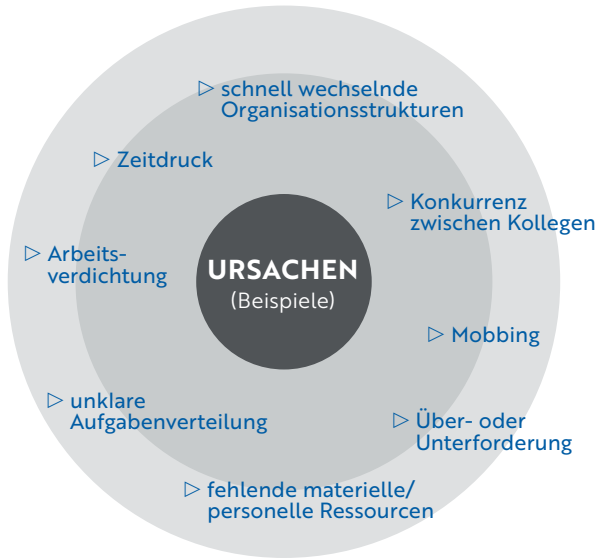 ▷ schnell wechselnde
Organisationsstrukturen
▷ Zeitdruck
▷ Konkurrenz
zwischen Kollegen
▷ Arbeits-
verdichtung
URSACHEN
(Beispiele)
▷ Mobbing
▷ unklare
Aufgabenverteilung
▷ Über- oder
Unterforderung
▷ fehlende materielle/
personelle Ressourcen